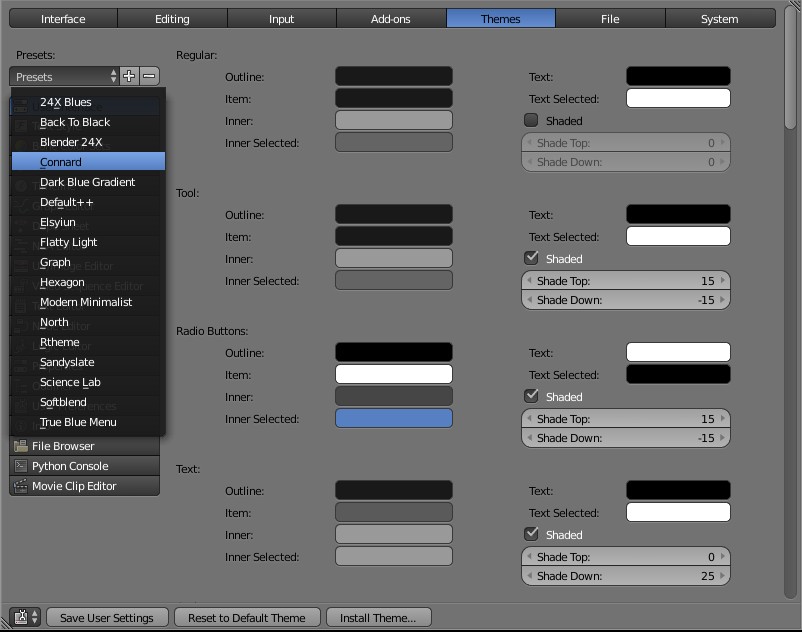 Interface Editing Input Add-ons Themes File System
Presets:
Presets
24X Blues
Back To Black
Blender 24X
Connard
Dark Blue Gradient
Default++
Elsyiun
Flatty Light
Graph
Hexagon
Modern Minimalist
North
Rtheme
Sandyslate
Science Lab
Softblend
True Blue Menu
File Browser
Python Console
Movie Clip Editor
Regular:
Outline: Text:
Item: Text Selected:
Inner: Shaded
Inner Selected: Shade Top: 0
Shade Down: 0
Tool:
Outline: Text:
Item: Text Selected:
Inner: Shaded
Inner Selected: Shade Top: 15
Shade Down: -15
Radio Buttons:
Outline: Text:
Item: Text Selected:
Inner: Shaded
Inner Selected: Shade Top: 15
Shade Down: -15
Text:
Outline: Text:
Item: Text Selected:
Inner: Shaded
Inner Selected: Shade Top: 0
Shade Down: 25
Save User Settings Reset to Default Theme Install Theme...